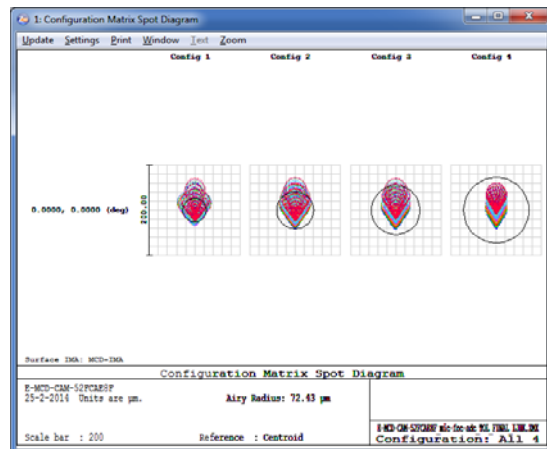 1: Configuration Matrix Spot Diagram
Update Settings Print Window Text Zoom
Config 1 Config 2 Config 3 Config 4
0.0000, 0.0000 (deg)
200.00
Surface IMA: MCD-IMA
Configuration Matrix Spot Diagram
E-MCD-CAM-52FCAE8F
25-2-2014 Units are µm. Airy Radius: 72.43 µm
Scale bar : 200 Reference : Centroid
FINAL
Configuration: All 4